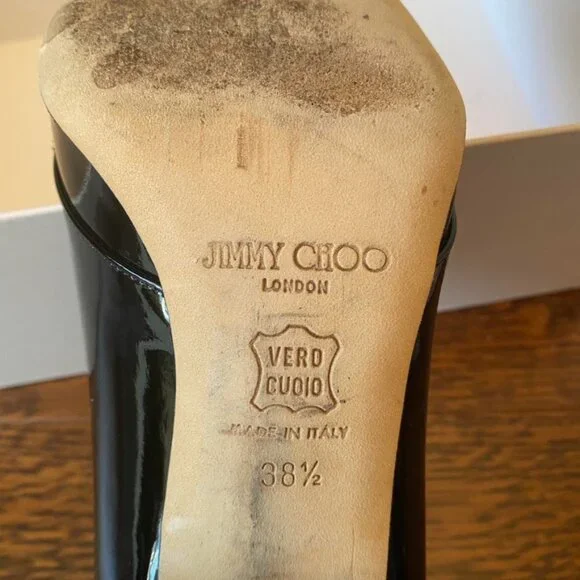 JIMMY CHOO
LONDON
VERO
CUOIO
MADE IN ITALY
38½